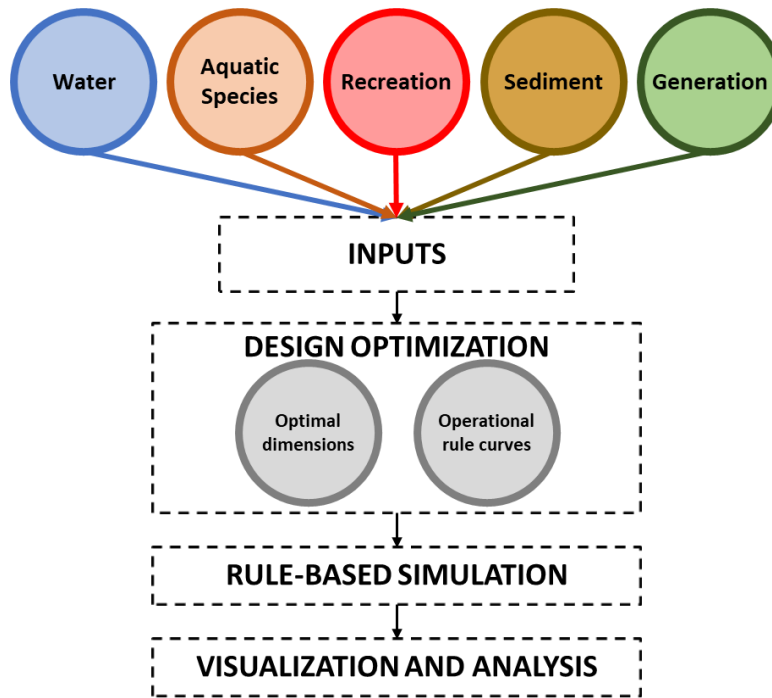 Water
Aquatic
Species
Recreation
Sediment
Generation
INPUTS
DESIGN OPTIMIZATION
Optimal
dimensions
Operational
rule curves
RULE-BASED SIMULATION
VISUALIZATION AND ANALYSIS